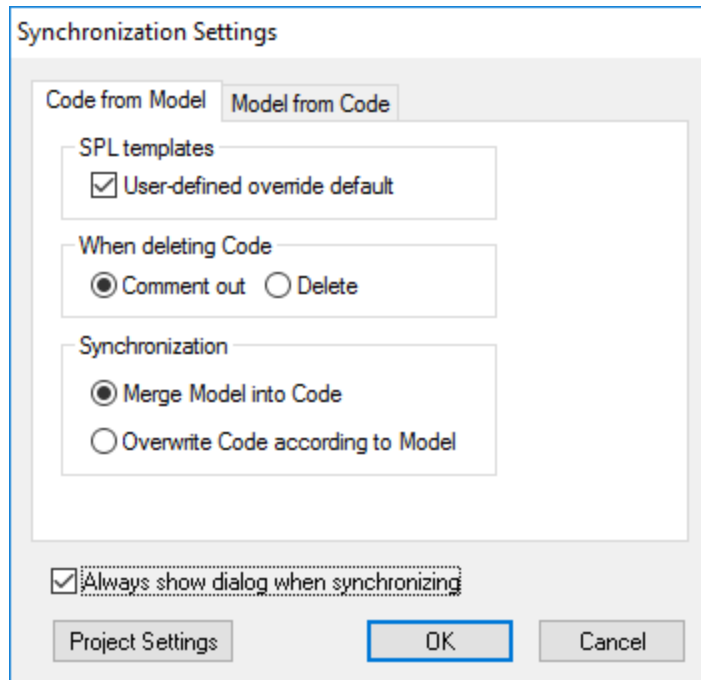 Synchronization Settings
Code from Model
Model from Code
SPL templates
User-defined override default
When deleting Code
Comment out
Delete
Synchronization
Merge Model into Code
Overwrite Code according to Model
Always show dialog when synchronizing
Project Settings
OK
Cancel